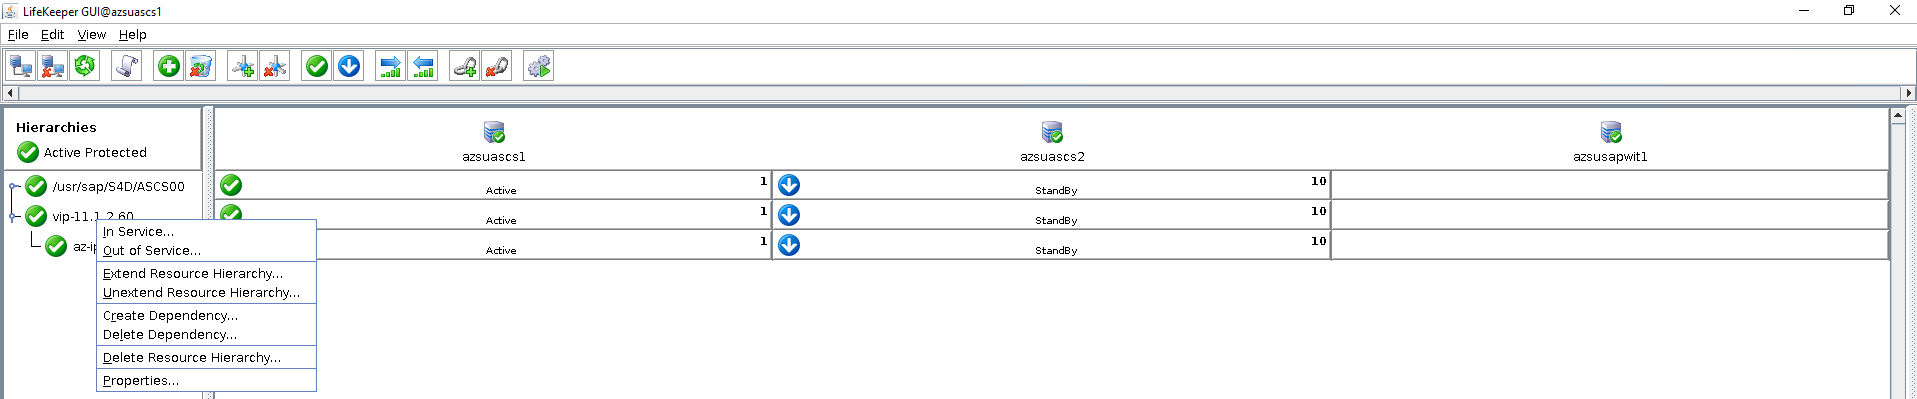 LifeKeeper GUI@azsuascs1
File Edit View Help
Hierarchies
Active Protected
azsuascs1 azsuascs2 azsusapwit1
/usr/sap/S4D/ASCS00 Active 1 StandBy 10
vip-11.1.2.60 Active 1 StandBy 10
az-ip Active 1 StandBy 10
In Service...
Out of Service...
Extend Resource Hierarchy...
Unextend Resource Hierarchy...
Create Dependency...
Delete Dependency...
Delete Resource Hierarchy...
Properties...